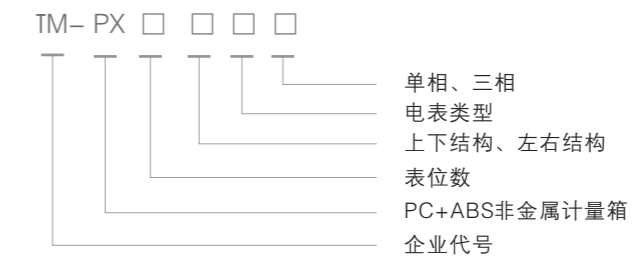 TM- PX □ □ □ □
单相、三相
电表类型
上下结构、左右结构
表位数
PC+ABS非金属计量箱
企业代号